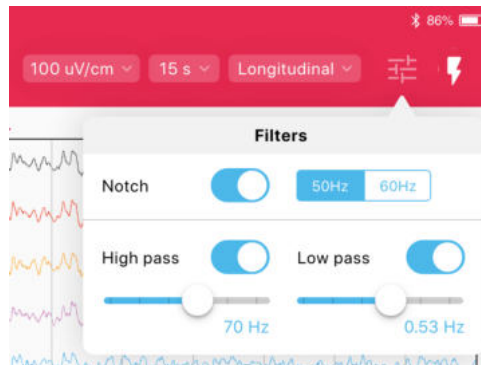 86%
100 uV/cm 15 s Longitudinal
Filters
Notch 50Hz 60Hz
High pass Low pass
70 Hz 0.53 Hz